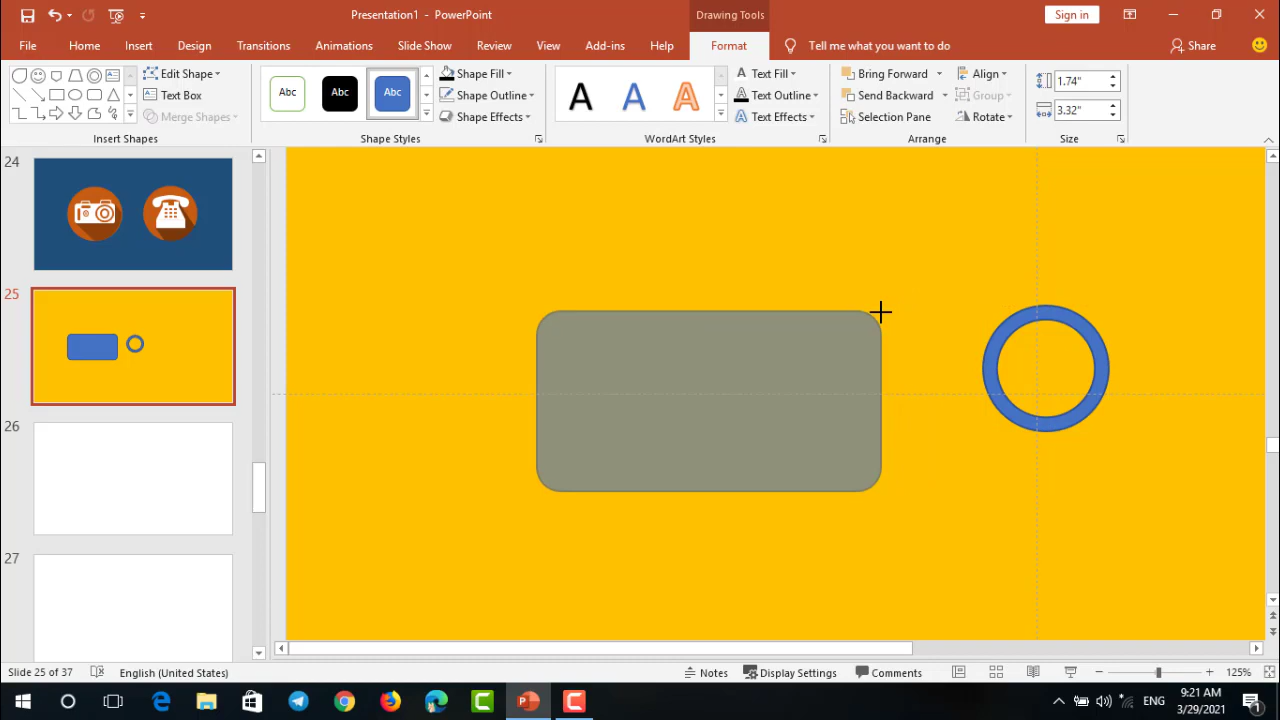 Presentation1 - PowerPoint
Drawing Tools
Sign in
File Home Insert Design Transitions Animations Slide Show Review View Add-ins Help Format Tell me what you want to do Share
Edit Shape
Text Box
Merge Shapes
Insert Shapes
Abc Abc Abc
Shape Fill
Shape Outline
Shape Effects
Shape Styles
A A A
Text Fill
Text Outline
Text Effects
WordArt Styles
Bring Forward
Send Backward
Selection Pane
Align
Group
Rotate
Arrange
1.74"
3.32"
Size
24
25
26
27
Slide 25 of 37 English (United States) Notes Display Settings Comments 125%
ENG
9:21 AM
3/29/2021
1